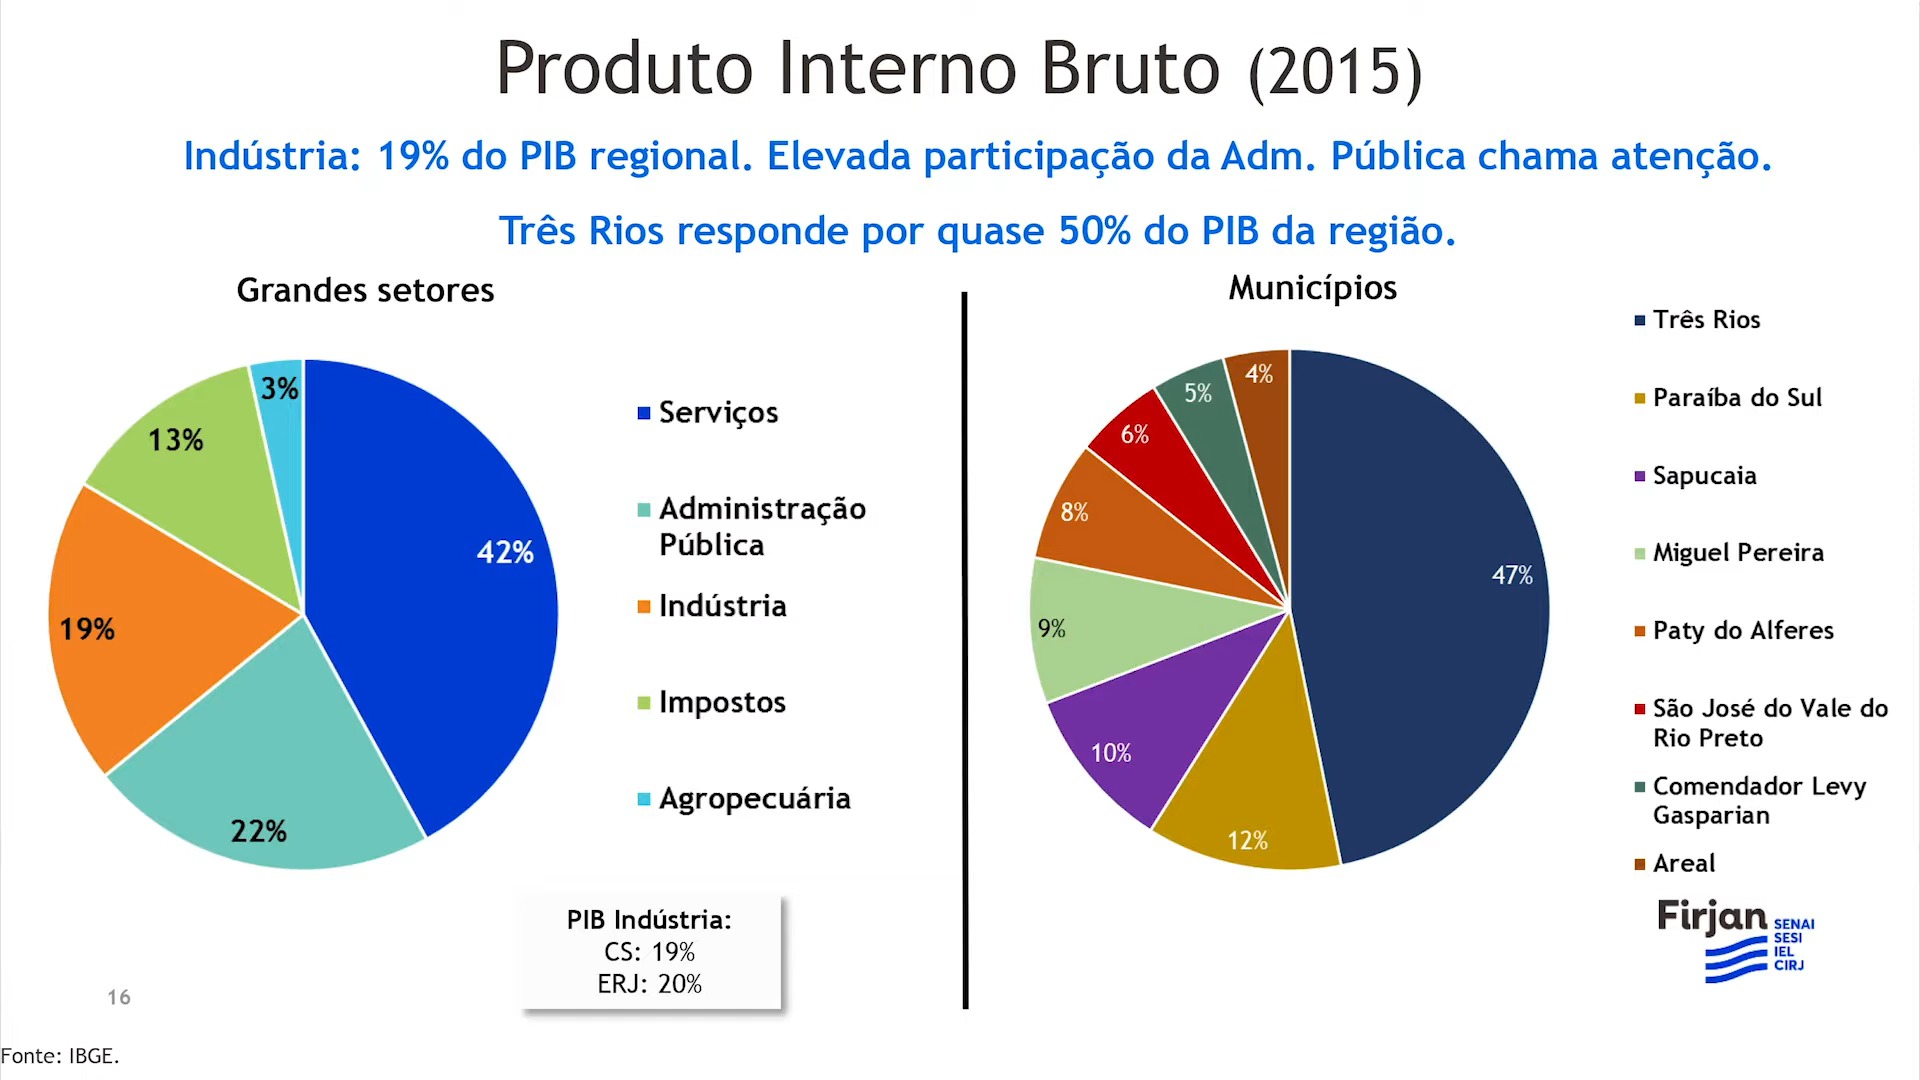 Produto Interno Bruto (2015)
Indústria: 19% do PIB regional. Elevada participação da Adm. Pública chama atenção.
Três Rios responde por quase 50% do PIB da região.
Grandes setores
3%
13%
42%
19%
22%
Serviços
Administração
Pública
Indústria
Impostos
Agropecuária
PIB Indústria:
CS: 19%
ERJ: 20%
Municípios
4%
5%
6%
8%
47%
9%
10%
12%
Três Rios
Paraíba do Sul
Sapucaia
Miguel Pereira
Paty do Alferes
São José do Vale do
Rio Preto
Comendador Levy
Gasparian
Areal
Firjan
SENAI
SESI
IEL
CIRJ
16
Fonte: IBGE.